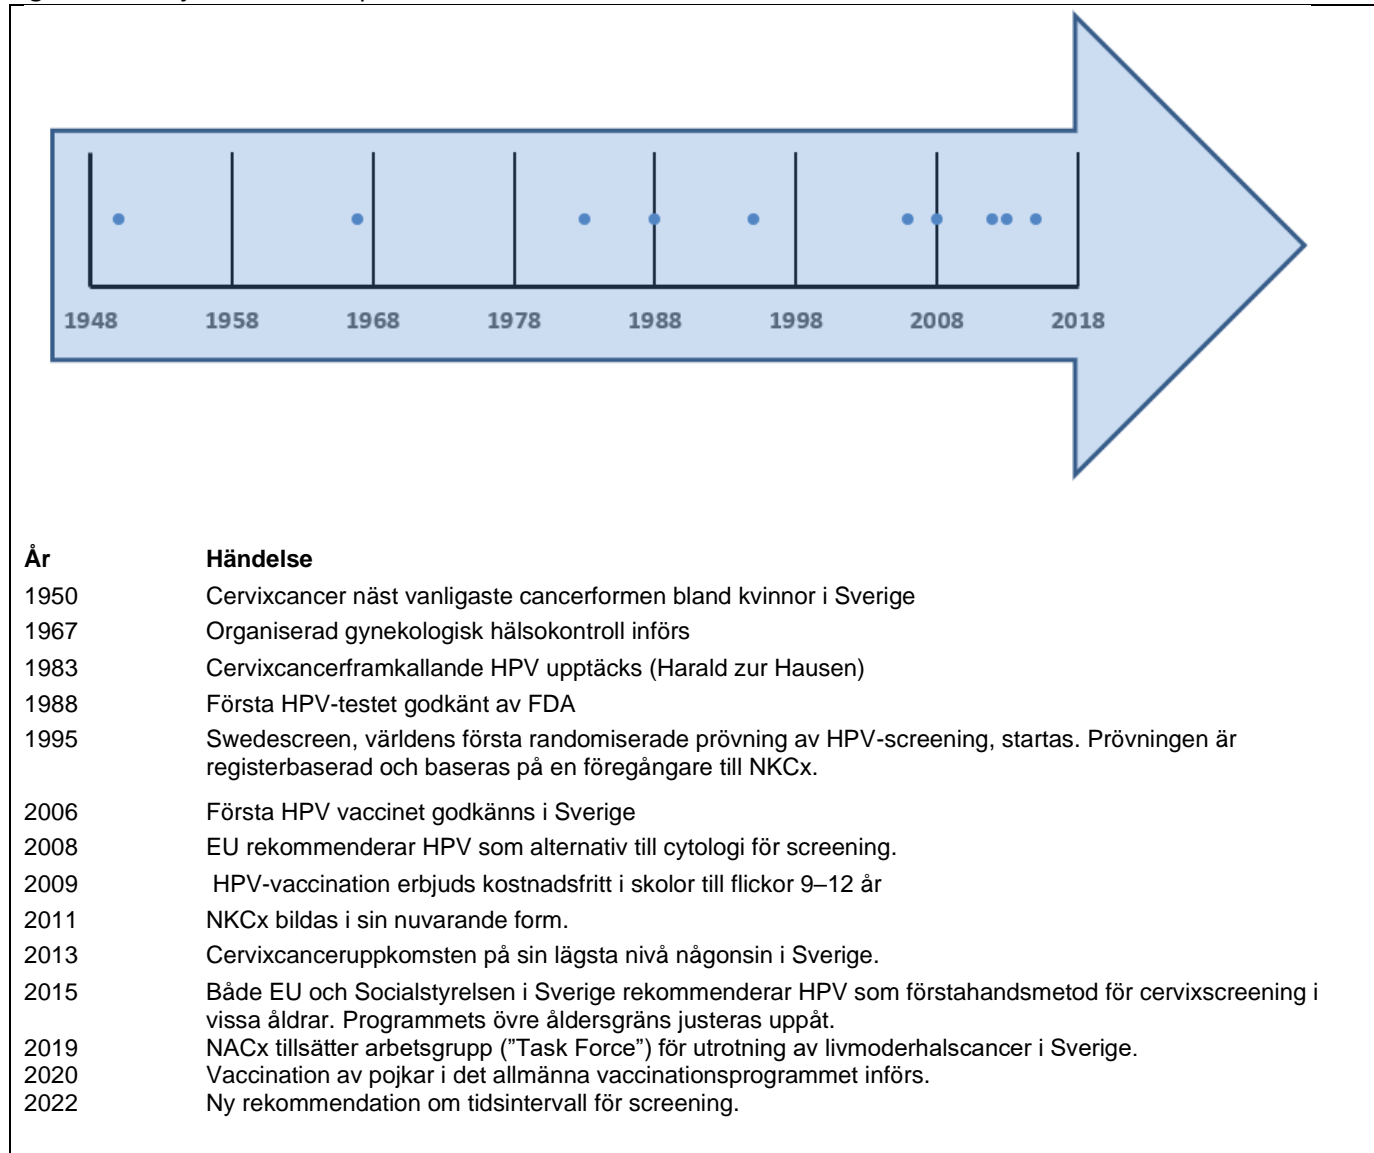 1948 1958 1968 1978 1988 1998 2008 2018
År Händelse
1950 Cervixcancer näst vanligaste cancerformen bland kvinnor i Sverige
1967 Organiserad gynekologisk hälsokontroll införs
1983 Cervixcancerframkallande HPV upptäcks (Harald zur Hausen)
1988 Första HPV-testet godkänt av FDA
1995 Swedescreen, världens första randomiserade prövning av HPV-screening, startas. Prövningen är
registerbaserad och baseras på en föregångare till NKCx.
2006 Första HPV vaccinet godkänns i Sverige
2008 EU rekommenderar HPV som alternativ till cytologi för screening.
2009 HPV-vaccination erbjuds kostnadsfritt i skolor till flickor 9–12 år
2011 NKCx bildas i sin nuvarande form.
2013 Cervixcanceruppkomsten på sin lägsta nivå någonsin i Sverige.
2015 Både EU och Socialstyrelsen i Sverige rekommenderar HPV som förstahandsmetod för cervixscreening i
vissa åldrar. Programmets övre åldersgräns justeras uppåt.
2019 NACx tillsätter arbetsgrupp (”Task Force”) för utrotning av livmoderhalscancer i Sverige.
2020 Vaccination av pojkar i det allmänna vaccinationsprogrammet införs.
2022 Ny rekommendation om tidsintervall för screening.